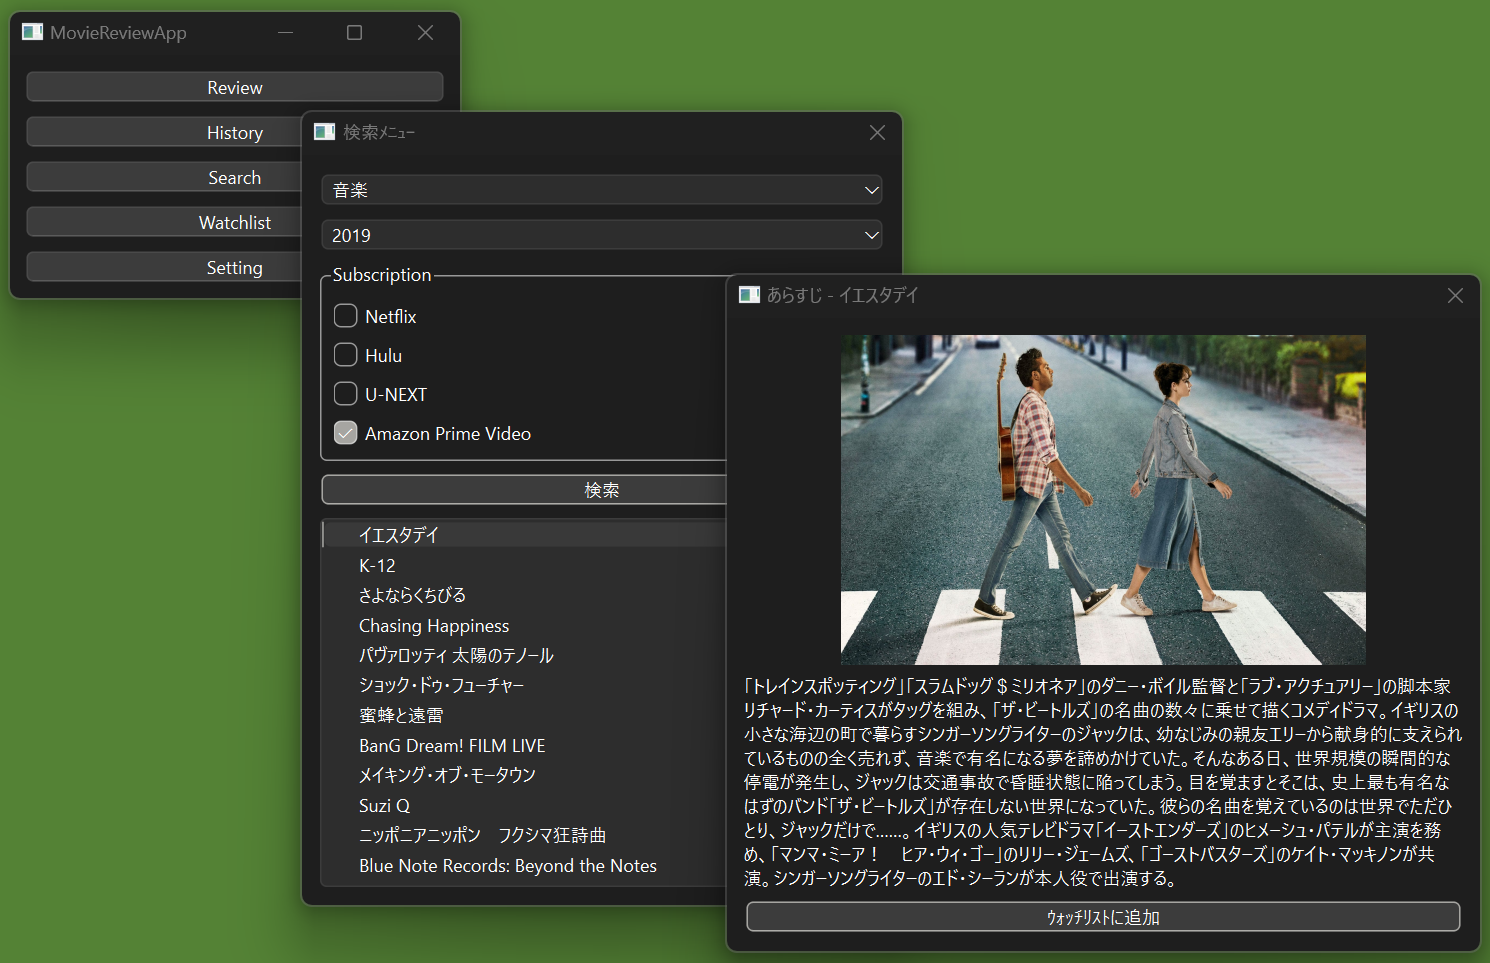 MovieReviewApp
Review
History
Search
Watchlist
Setting
検索メニュー
音楽
2019
Subscription
Netflix
Hulu
U-NEXT
Amazon Prime Video
検索
イエスタデイ
K-12
さよならくちびる
Chasing Happiness
パヴァロッティ 太陽のテノール
ショック・ドゥ・フューチャー
蜜蜂と遠雷
BanG Dream! FILM LIVE
メイキング・オブ・モータウン
Suzi Q
ニッポニアニッポン　フクシマ狂詩曲
Blue Note Records: Beyond the Notes
あらすじ - イエスタデイ
「トレインスポッティング」「スラムドッグ＄ミリオネア」のダニー・ボイル監督と「ラブ・アクチュアリー」の脚本家
リチャード・カーティスがタッグを組み、「ザ・ビートルズ」の名曲の数々に乗せて描くコメディドラマ。イギリスの
小さな海辺の町で暮らすシンガーソングライターのジャックは、幼なじみの親友エリーから献身的に支えられ
ているものの全く売れず、音楽で有名になる夢を諦めかけていた。そんなある日、世界規模の瞬間的な
停電が発生し、ジャックは交通事故で昏睡状態に陥ってしまう。目を覚ますとそこは、史上最も有名な
はずのバンド「ザ・ビートルズ」が存在しない世界になっていた。彼らの名曲を覚えているのは世界でただひ
とり、ジャックだけで……。イギリスの人気テレビドラマ「イーストエンダーズ」のヒメーシュ・パテルが主演を務
め、「マンマ・ミーア！　ヒア・ウィ・ゴー」のリリー・ジェームズ、「ゴーストバスターズ」のケイト・マッキノンが共
演。シンガーソングライターのエド・シーランが本人役で出演する。
ウォッチリストに追加